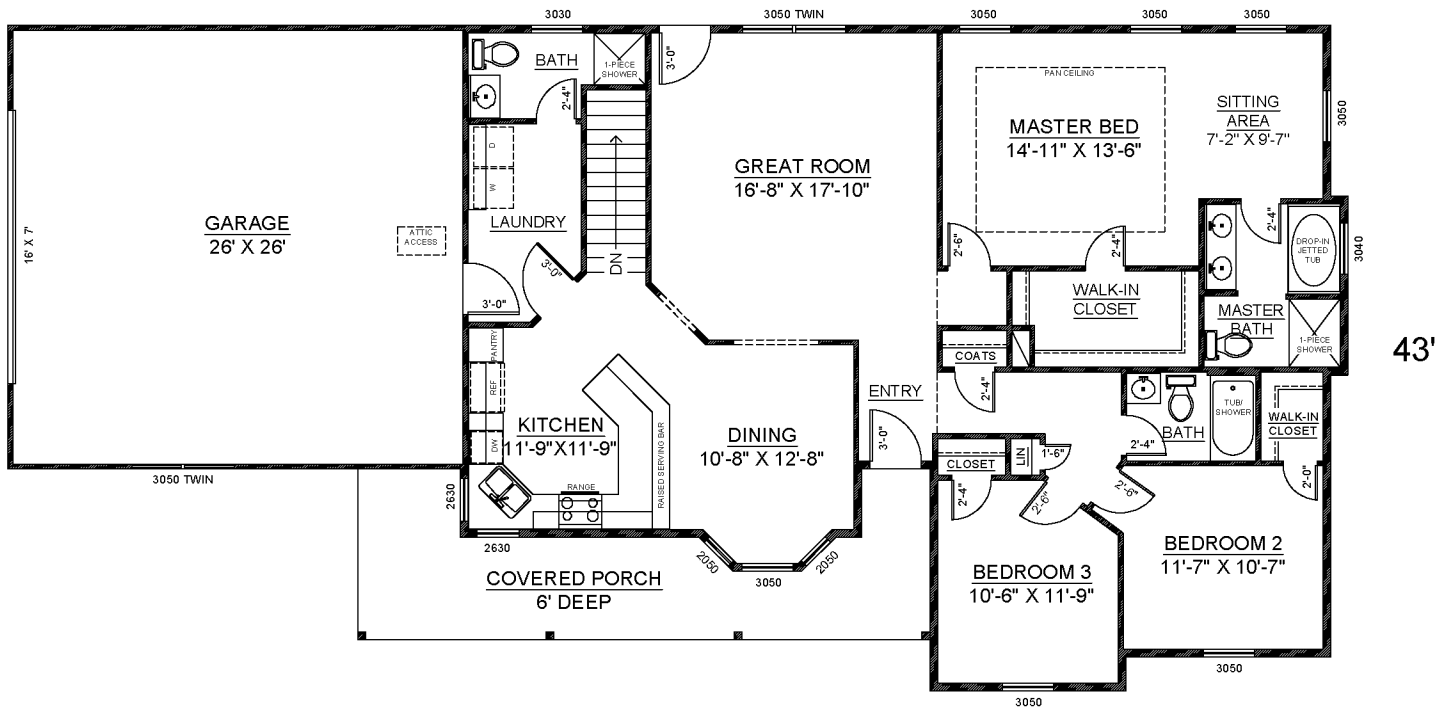 3030
3050 TWIN
3050
3050
3050
BATH
1-PIECE
SHOWER
3'-0"
2'-4"
PAN CEILING
MASTER BED
14'-11" X 13'-6"
SITTING
AREA
7'-2" X 9'-7"
3050
D
W
LAUNDRY
DN
GREAT ROOM
16'-8" X 17'-10"
GARAGE
26' X 26'
ATTIC
ACCESS
16' X 7'
3'-0"
3'-0"
2'-6"
2'-4"
2'-4"
DROP-IN
JETTED
TUB
3040
WALK-IN
CLOSET
MASTER
BATH
1-PIECE
SHOWER
43'
PANTRY
REF
DW
KITCHEN
11'-9"X11'-9"
RANGE
RAISED SERVING BAR
DINING
10'-8" X 12'-8"
ENTRY
3'-0"
COATS
2'-4"
BATH
2'-4"
TUB/
SHOWER
WALK-IN
CLOSET
2'-0"
CLOSET
2'-4"
LIN
1'-6"
2'-6"
2'-6"
3050 TWIN
2630
2630
2050
3050
2050
COVERED PORCH
6' DEEP
BEDROOM 3
10'-6" X 11'-9"
BEDROOM 2
11'-7" X 10'-7"
3050
3050